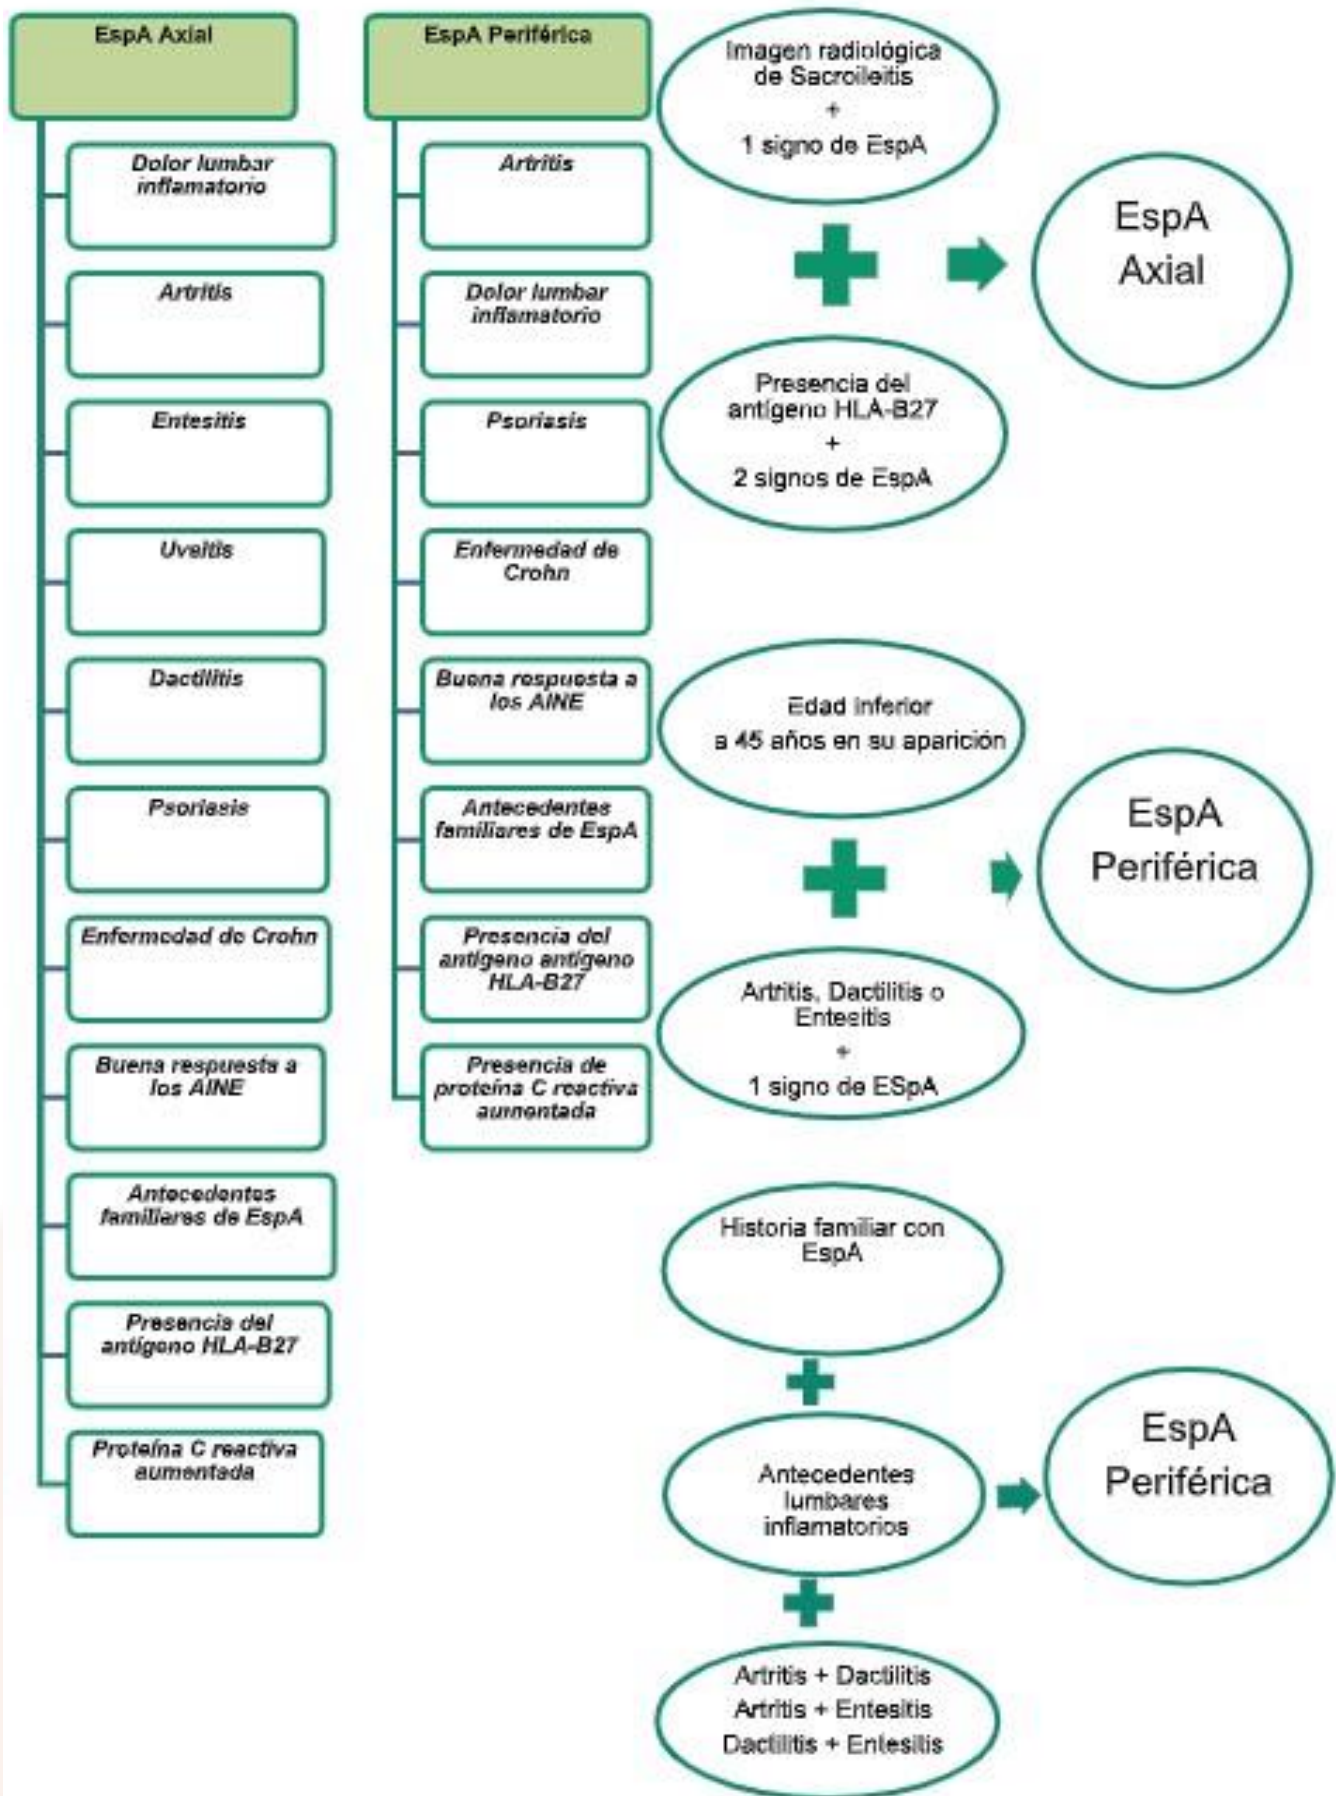 EspA Axial
Dolor lumbar
inflamatorio
Artritis
Entesitis
Uveitis
Dactilitis
Psoriasis
Enfermedad de Crohn
Buena respuesta a
los AINE
Antecedentes
familiares de EspA
Presencia del
antígeno HLA-B27
Proteína C reactiva
aumentada
EspA Periférica
Artritis
Dolor lumbar
inflamatorio
Psoriasis
Enfermedad de
Crohn
Buena respuesta a
los AINE
Antecedentes
familiares de EspA
Presencia del
antígeno antígeno
HLA-B27
Presencia de
proteína C reactiva
aumentada
Imagen radiológica
de Sacroileitis
+
1 signo de EspA
Presencia del
antígeno HLA-B27
+
2 signos de EspA
EspA
Axial
Edad inferior
a 45 años en su aparición
Artritis, Dactilitis o
Entesitis
+
1 signo de ESpA
EspA
Periférica
Historia familiar con
EspA
Antecedentes
lumbares
inflamatorios
Artritis + Dactilitis
Artritis + Entesitis
Dactilitis + Entesitis
EspA
Periférica